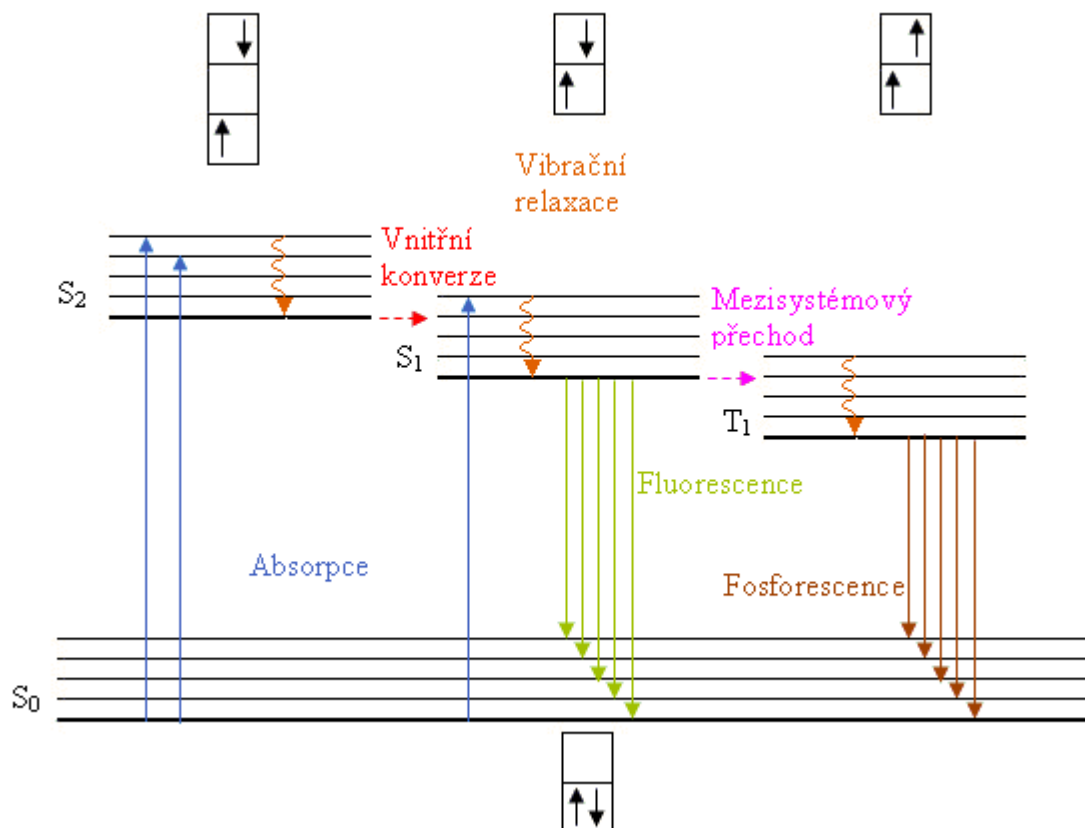 Vibrační
relaxace
Vnitřní
konverze
S2
Mezisystémový
přechod
S1
T1
Fluorescence
Absorpce
Fosforescence
S0